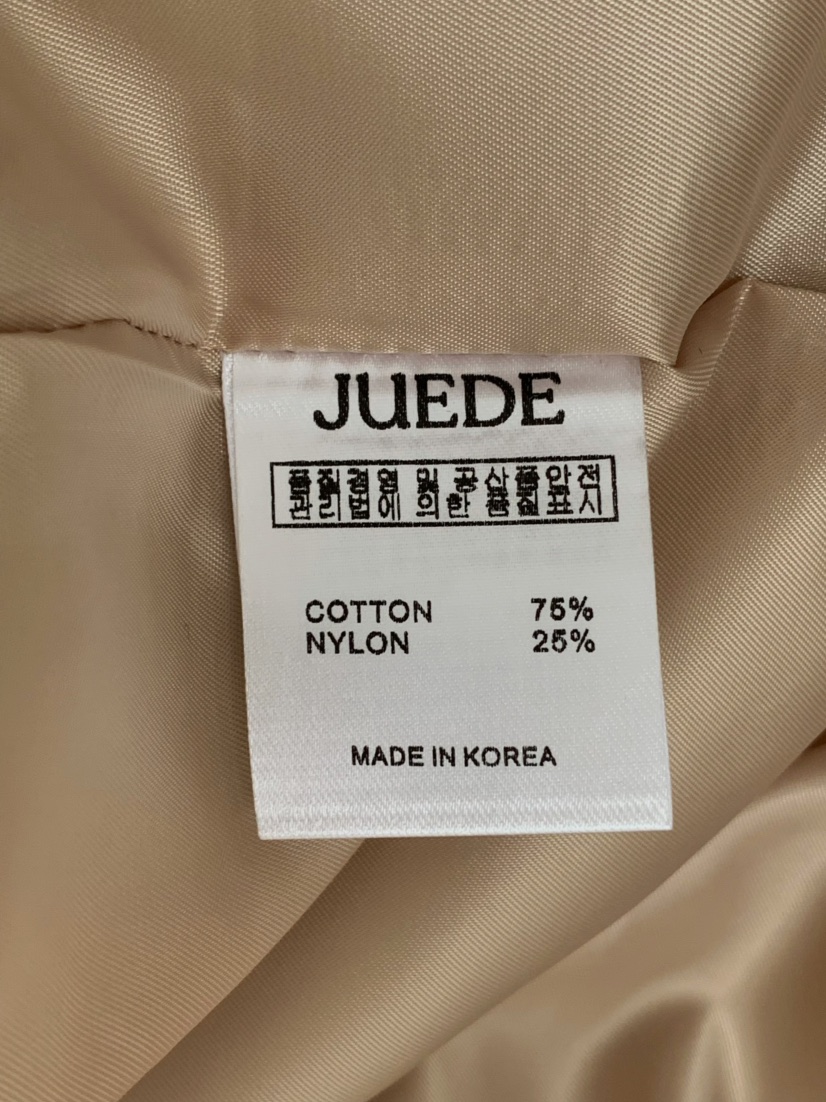 JUEDE
품질경영 및 공산품안전
관리법에 의한 품질표시
COTTON 75%
NYLON 25%
MADE IN KOREA